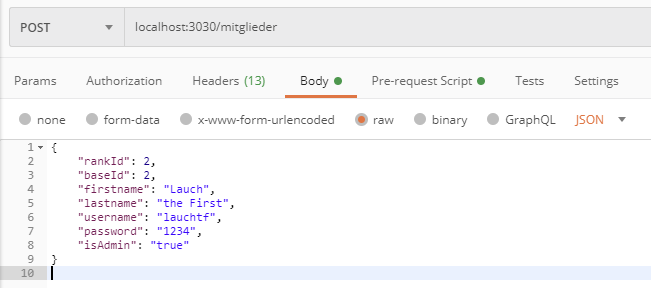 POST localhost:3030/mitglieder
Params Authorization Headers (13) Body Pre-request Script Tests Settings
none form-data x-www-form-urlencoded raw binary GraphQL JSON
1 {
2 "rankId": 2,
3 "baseId": 2,
4 "firstname": "Lauch",
5 "lastname": "the First",
6 "username": "lauchtf",
7 "password": "1234",
8 "isAdmin": "true"
9 }
10